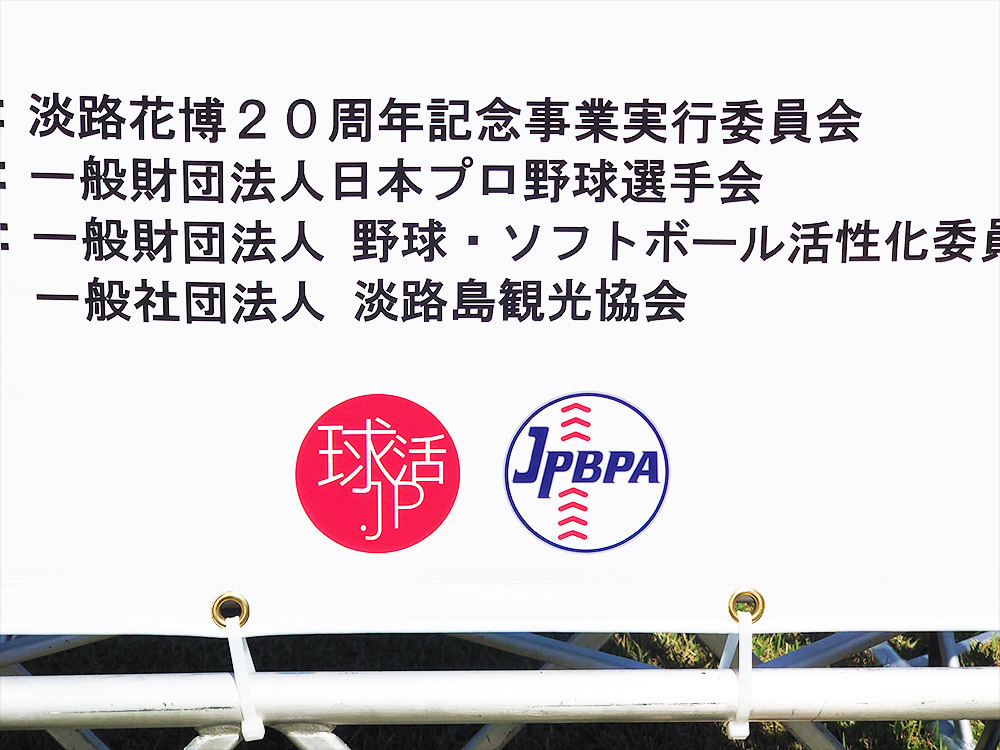 淡路花博２０周年記念事業実行委員会
一般財団法人日本プロ野球選手会
一般財団法人 野球・ソフトボール活性化委員
一般社団法人 淡路島観光協会
球活
.JP
JPBPA